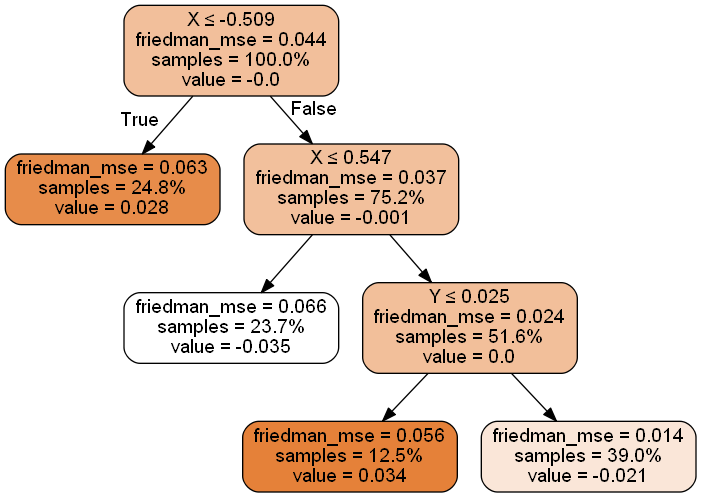 X ≤ -0.509
friedman_mse = 0.044
samples = 100.0%
value = -0.0
True
False
friedman_mse = 0.063
samples = 24.8%
value = 0.028
X ≤ 0.547
friedman_mse = 0.037
samples = 75.2%
value = -0.001
friedman_mse = 0.066
samples = 23.7%
value = -0.035
Y ≤ 0.025
friedman_mse = 0.024
samples = 51.6%
value = 0.0
friedman_mse = 0.056
samples = 12.5%
value = 0.034
friedman_mse = 0.014
samples = 39.0%
value = -0.021